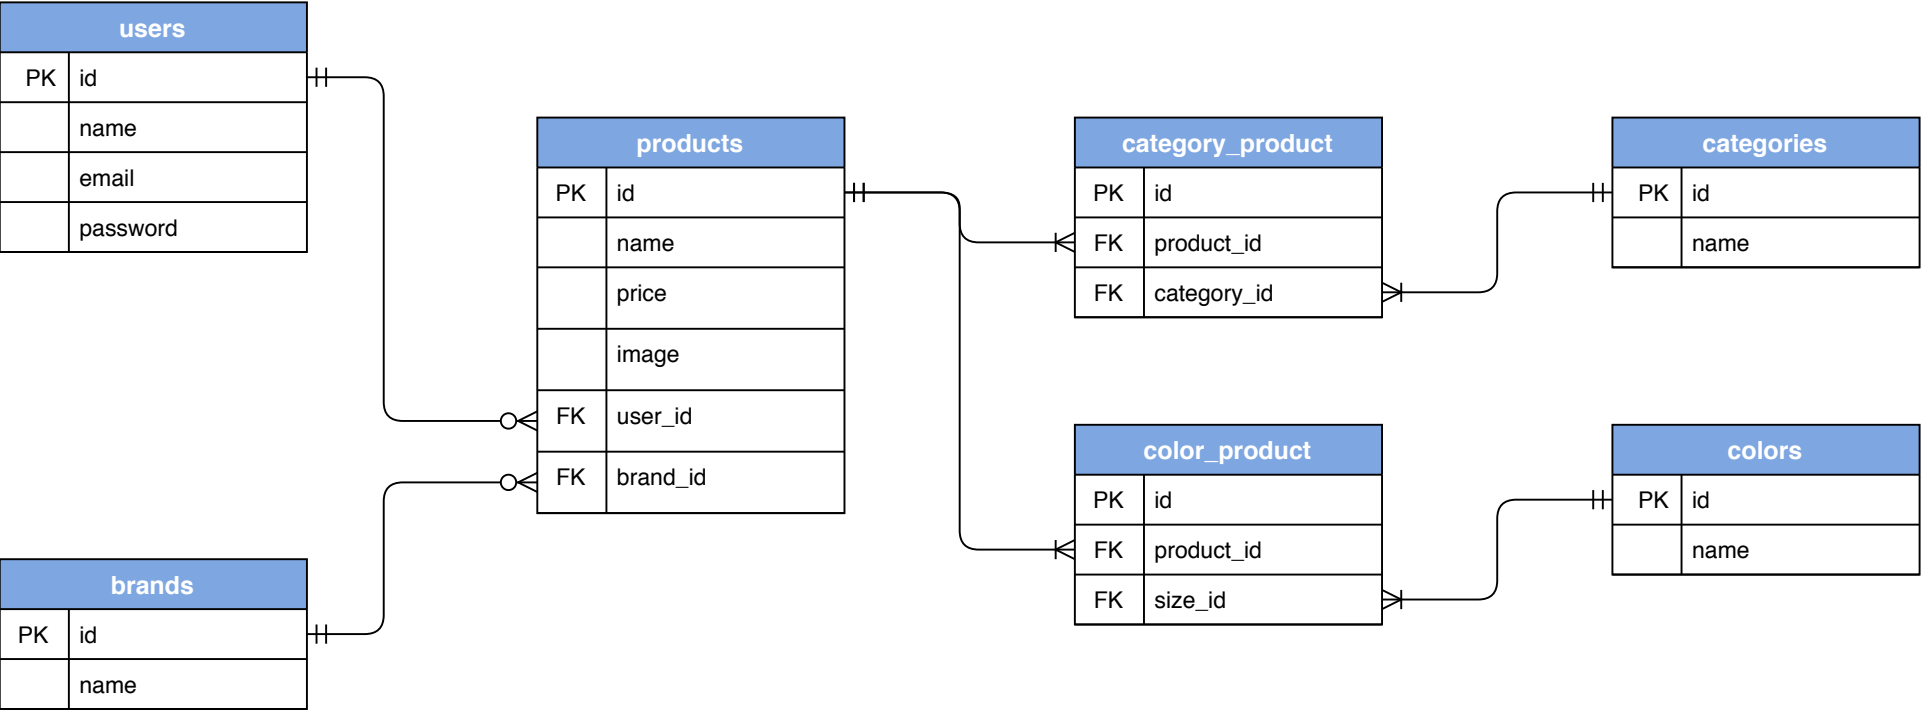 users
PK id
name
email
password
products
PK id
name
price
image
FK user_id
FK brand_id
brands
PK id
name
category_product
PK id
FK product_id
FK category_id
categories
PK id
name
color_product
PK id
FK product_id
FK size_id
colors
PK id
name